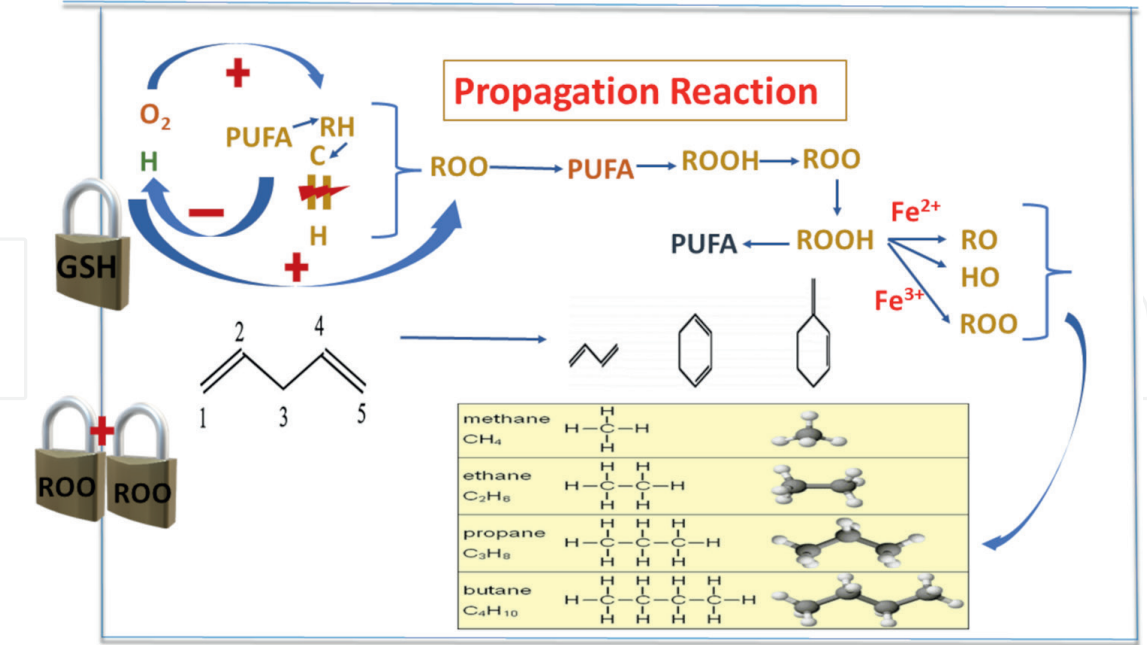 Propagation Reaction
+
O₂
PUFA
RH
H
C
−
H
+
GSH
ROO
PUFA
ROOH
ROO
Fe²⁺
PUFA
ROOH
RO
HO
Fe³⁺
ROO
2
4
1
3
5
+
ROO
ROO
methane
CH₄
H
H–C–H
H
ethane
C₂H₆
H H
H–C–C–H
H H
propane
C₃H₈
H H H
H–C–C–C–H
H H H
butane
C₄H₁₀
H H H H
H–C–C–C–C–H
H H H H